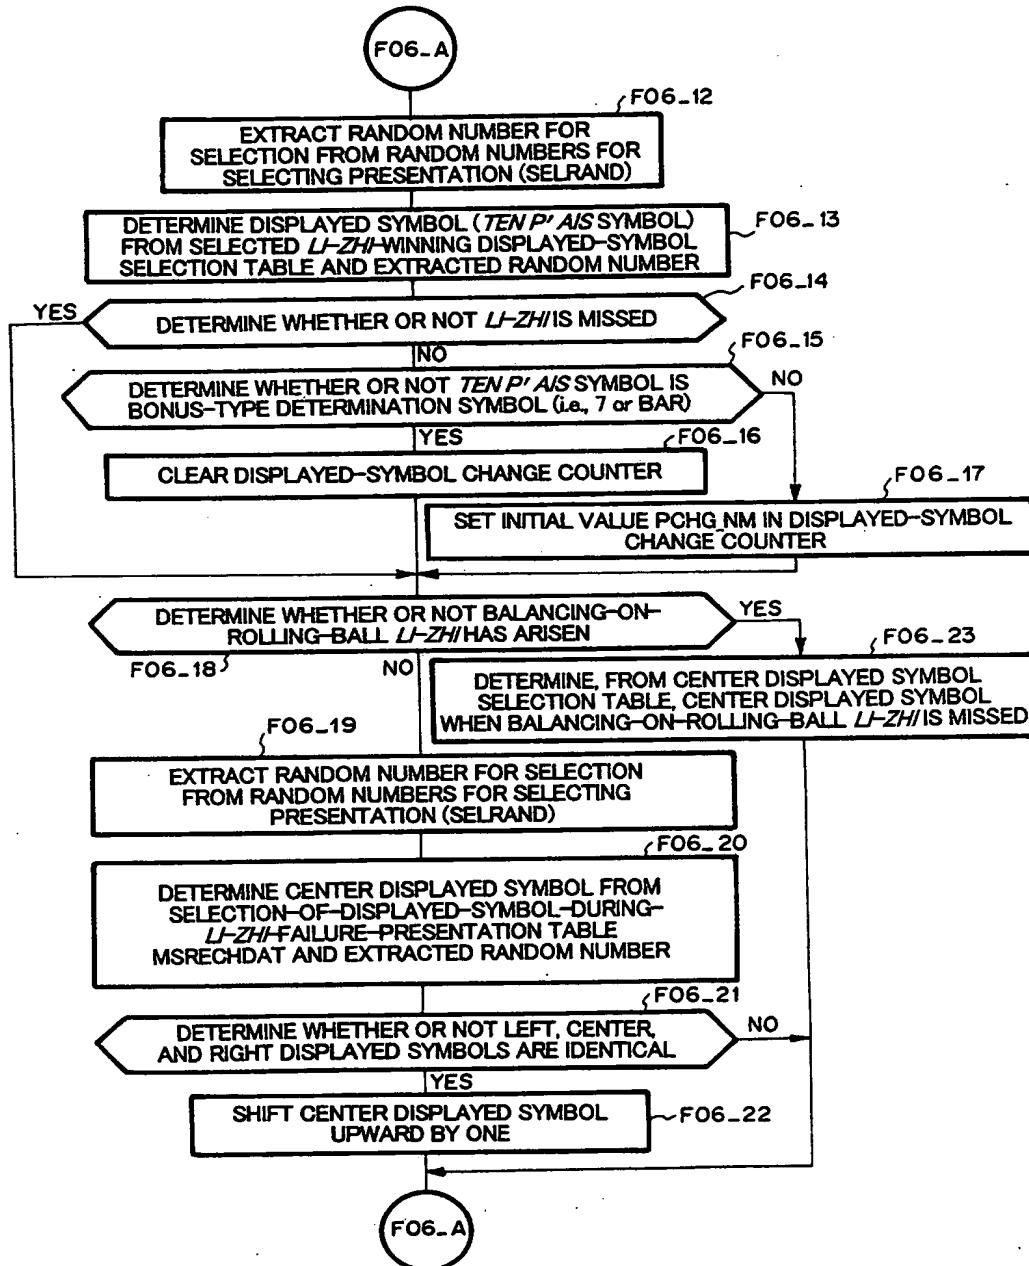 F06_A
F06_12
EXTRACT RANDOM NUMBER FOR
SELECTION FROM RANDOM NUMBERS FOR
SELECTING PRESENTATION (SELRAND)
F06_13
DETERMINE DISPLAYED SYMBOL (TEN P' AIS SYMBOL)
FROM SELECTED LI-ZHI-WINNING DISPLAYED-SYMBOL
SELECTION TABLE AND EXTRACTED RANDOM NUMBER
F06_14
YES
DETERMINE WHETHER OR NOT LI-ZHI IS MISSED
NO
F06_15
DETERMINE WHETHER OR NOT TEN P' AIS SYMBOL IS
BONUS-TYPE DETERMINATION SYMBOL (i.e., 7 or BAR)
NO
YES
F06_16
CLEAR DISPLAYED-SYMBOL CHANGE COUNTER
F06_17
SET INITIAL VALUE PCHG_NM IN DISPLAYED-SYMBOL
CHANGE COUNTER
DETERMINE WHETHER OR NOT BALANCING-ON-
ROLLING-BALL LI-ZHI HAS ARISEN
YES
F06_18
NO
F06_23
DETERMINE, FROM CENTER DISPLAYED SYMBOL
SELECTION TABLE, CENTER DISPLAYED SYMBOL
WHEN BALANCING-ON-ROLLING-BALL LI-ZHI IS MISSED
F06_19
EXTRACT RANDOM NUMBER FOR SELECTION
FROM RANDOM NUMBERS FOR SELECTING
PRESENTATION (SELRAND)
F06_20
DETERMINE CENTER DISPLAYED SYMBOL FROM
SELECTION-OF-DISPLAYED-SYMBOL-DURING-
LI-ZHI-FAILURE-PRESENTATION TABLE
MSRECHDAT AND EXTRACTED RANDOM NUMBER
F06_21
DETERMINE WHETHER OR NOT LEFT, CENTER,
AND RIGHT DISPLAYED SYMBOLS ARE IDENTICAL
NO
YES
SHIFT CENTER DISPLAYED SYMBOL
UPWARD BY ONE
F06_22
F06_A